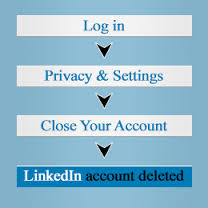 Log in
Privacy & Settings
Close Your Account
LinkedIn account deleted